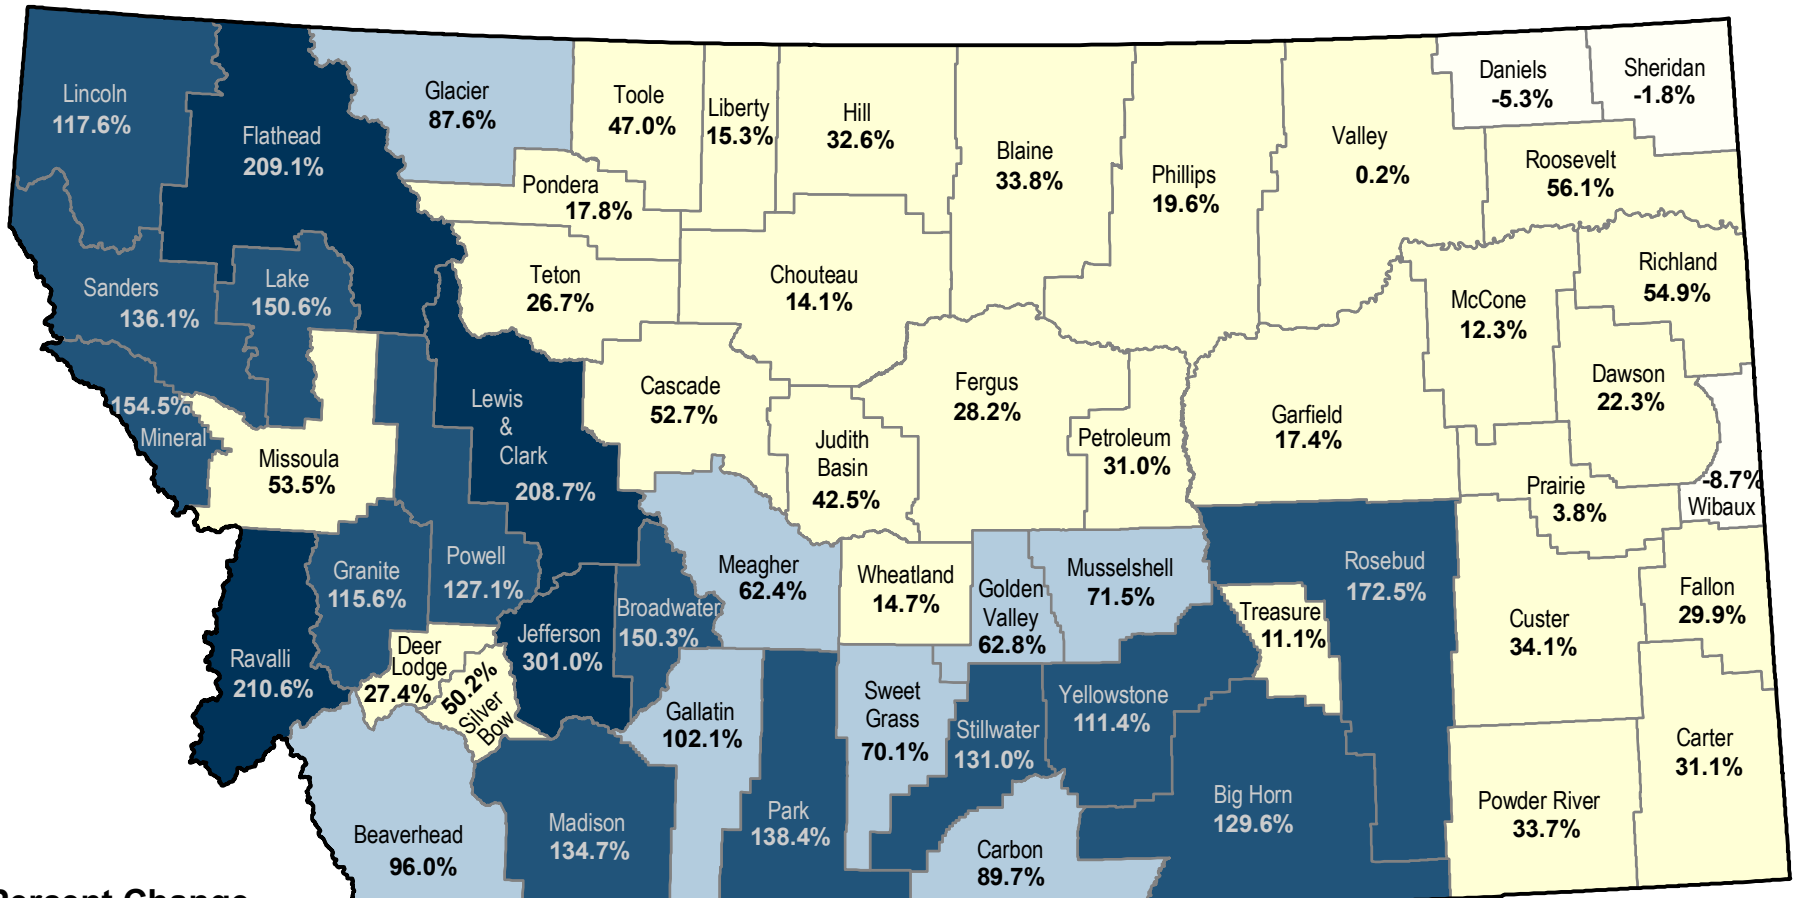 Lincoln
117.6%
Flathead
209.1%
Glacier
87.6%
Toole
47.0%
Liberty
15.3%
Hill
32.6%
Blaine
33.8%
Phillips
19.6%
Valley
0.2%
Daniels
-5.3%
Sheridan
-1.8%
Roosevelt
56.1%
Pondera
17.8%
Sanders
136.1%
Lake
150.6%
Teton
26.7%
Chouteau
14.1%
McCone
12.3%
Richland
54.9%
154.5%
Mineral
Missoula
53.5%
Lewis
&
Clark
208.7%
Cascade
52.7%
Judith
Basin
42.5%
Fergus
28.2%
Petroleum
31.0%
Garfield
17.4%
Dawson
22.3%
Prairie
3.8%
-8.7%
Wibaux
Granite
115.6%
Powell
127.1%
Jefferson
301.0%
Broadwater
150.3%
Meagher
62.4%
Wheatland
14.7%
Golden
Valley
62.8%
Musselshell
71.5%
Treasure
11.1%
Rosebud
172.5%
Custer
34.1%
Fallon
29.9%
Ravalli
210.6%
Deer
Lodge
27.4%
50.2%
Silver
Bow
Gallatin
102.1%
Sweet
Grass
70.1%
Stillwater
131.0%
Yellowstone
111.4%
Beaverhead
96.0%
Madison
134.7%
Park
138.4%
Carbon
89.7%
Big Horn
129.6%
Powder River
33.7%
Carter
31.1%
Percent Change